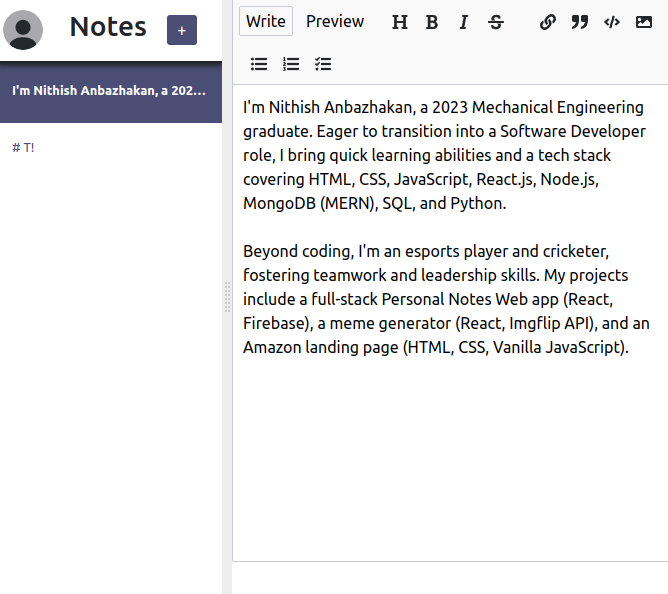 Notes
+
I'm Nithish Anbazhakan, a 202...
# T!
Write Preview H B I S
I'm Nithish Anbazhakan, a 2023 Mechanical Engineering
graduate. Eager to transition into a Software Developer
role, I bring quick learning abilities and a tech stack
covering HTML, CSS, JavaScript, React.js, Node.js,
MongoDB (MERN), SQL, and Python.
Beyond coding, I'm an esports player and cricketer,
fostering teamwork and leadership skills. My projects
include a full-stack Personal Notes Web app (React,
Firebase), a meme generator (React, Imgflip API), and an
Amazon landing page (HTML, CSS, Vanilla JavaScript).